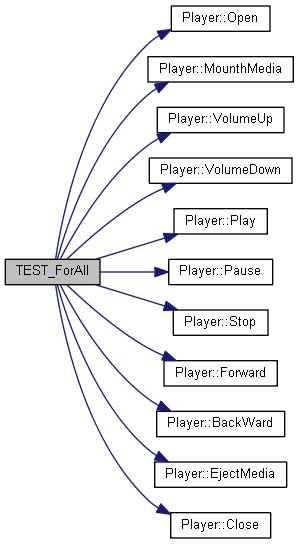 Player::Open
Player::MounthMedia
Player::VolumeUp
Player::VolumeDown
Player::Play
TEST_ForAll
Player::Pause
Player::Stop
Player::Forward
Player::BackWard
Player::EjectMedia
Player::Close